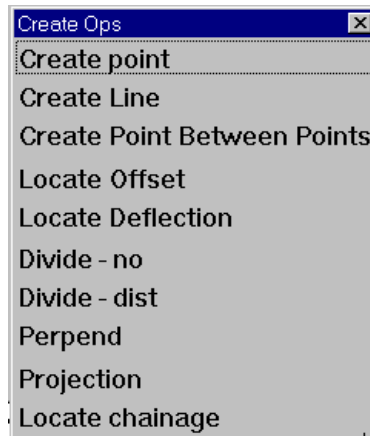 Create Ops
Create point
Create Line
Create Point Between Points
Locate Offset
Locate Deflection
Divide - no
Divide - dist
Perpend
Projection
Locate chainage